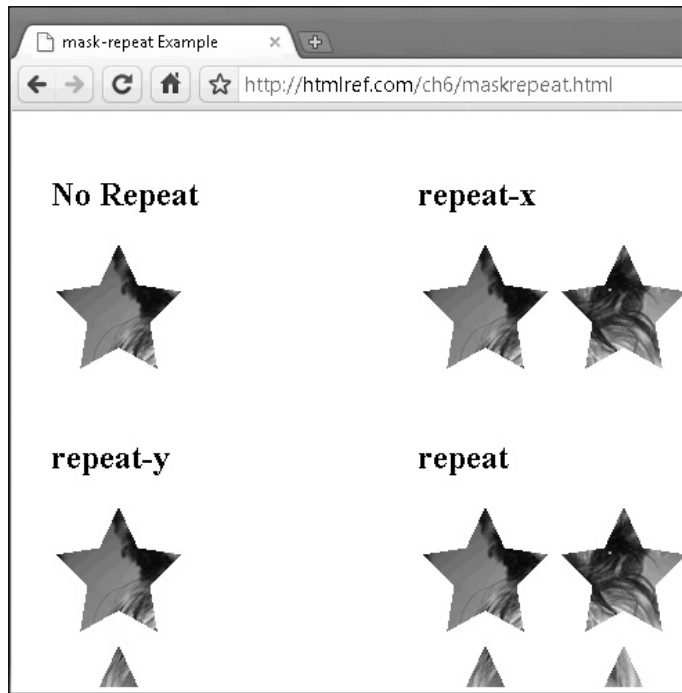 mask-repeat Example
http://htmlref.com/ch6/maskrepeat.html
No Repeat
repeat-x
repeat-y
repeat